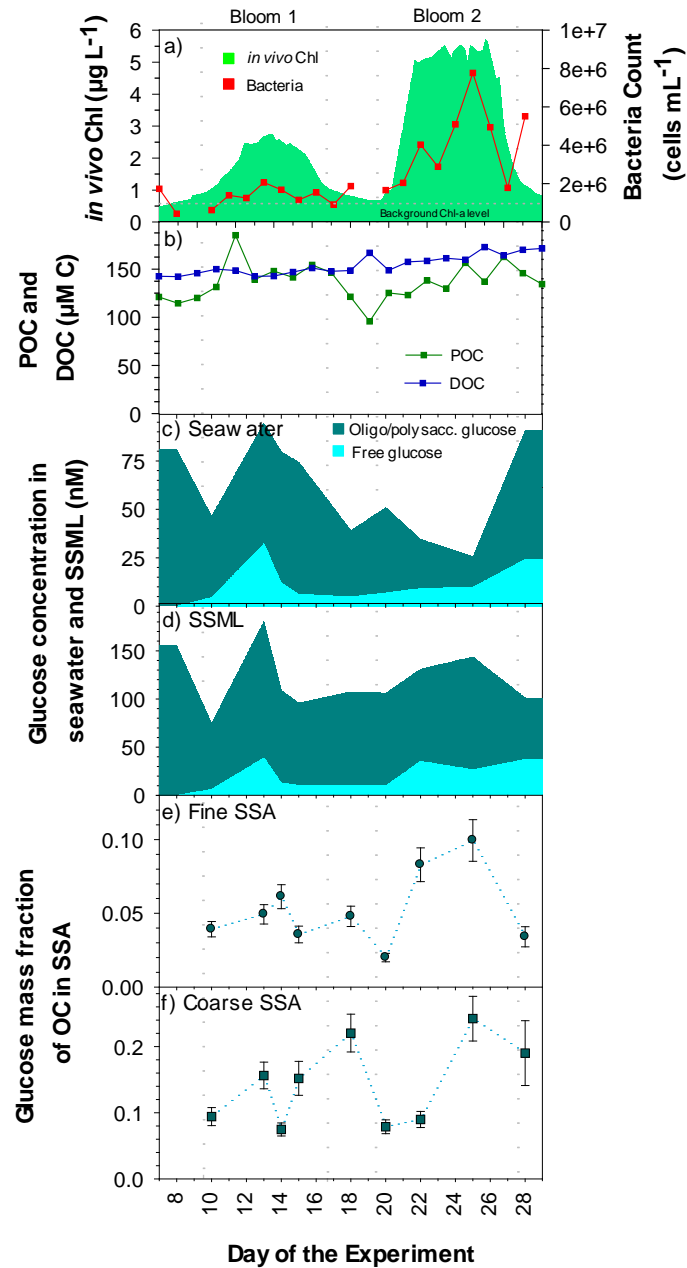 Bloom 1 Bloom 2
a)
in vivo Chl
Bacteria
Background Chl-a level
in vivo Chl (µg L-1)
6
5
4
3
2
1
0
Bacteria Count
(cells mL-1)
1e+7
8e+6
6e+6
4e+6
2e+6
0
b)
POC
DOC
POC and
DOC (µM C)
150
100
50
0
c) Seawater
Oligo/polysacc. glucose
Free glucose
75
50
25
0
Glucose concentration in
seawater and SSML (nM)
d) SSML
150
100
50
0
e) Fine SSA
0.10
0.05
0.00
Glucose mass fraction
of OC in SSA
f) Coarse SSA
0.2
0.1
0.0
8 10 12 14 16 18 20 22 24 26 28
Day of the Experiment